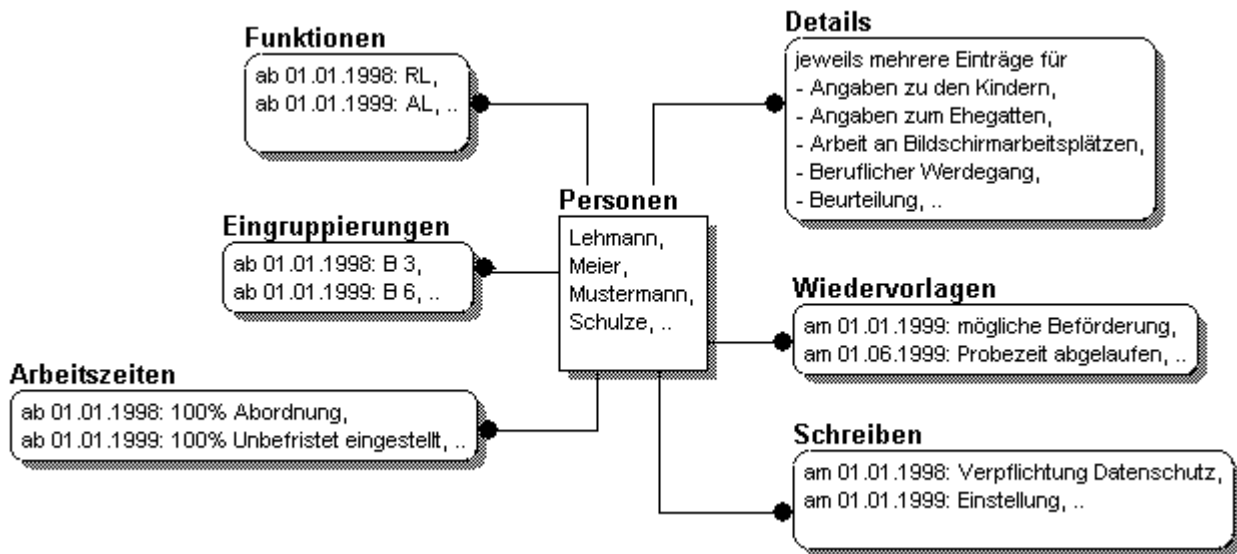 Funktionen
ab 01.01.1998: RL,
ab 01.01.1999: AL, ..
Details
jeweils mehrere Einträge für
- Angaben zu den Kindern,
- Angaben zum Ehegatten,
- Arbeit an Bildschirmarbeitsplätzen,
- Beruflicher Werdegang,
- Beurteilung, ..
Eingruppierungen
ab 01.01.1998: B 3,
ab 01.01.1999: B 6, ..
Personen
Lehmann,
Meier,
Mustermann,
Schulze, ..
Wiedervorlagen
am 01.01.1999: mögliche Beförderung,
am 01.06.1999: Probezeit abgelaufen, ..
Arbeitszeiten
ab 01.01.1998: 100% Abordnung,
ab 01.01.1999: 100% Unbefristet eingestellt, ..
Schreiben
am 01.01.1998: Verpflichtung Datenschutz,
am 01.01.1999: Einstellung, ..